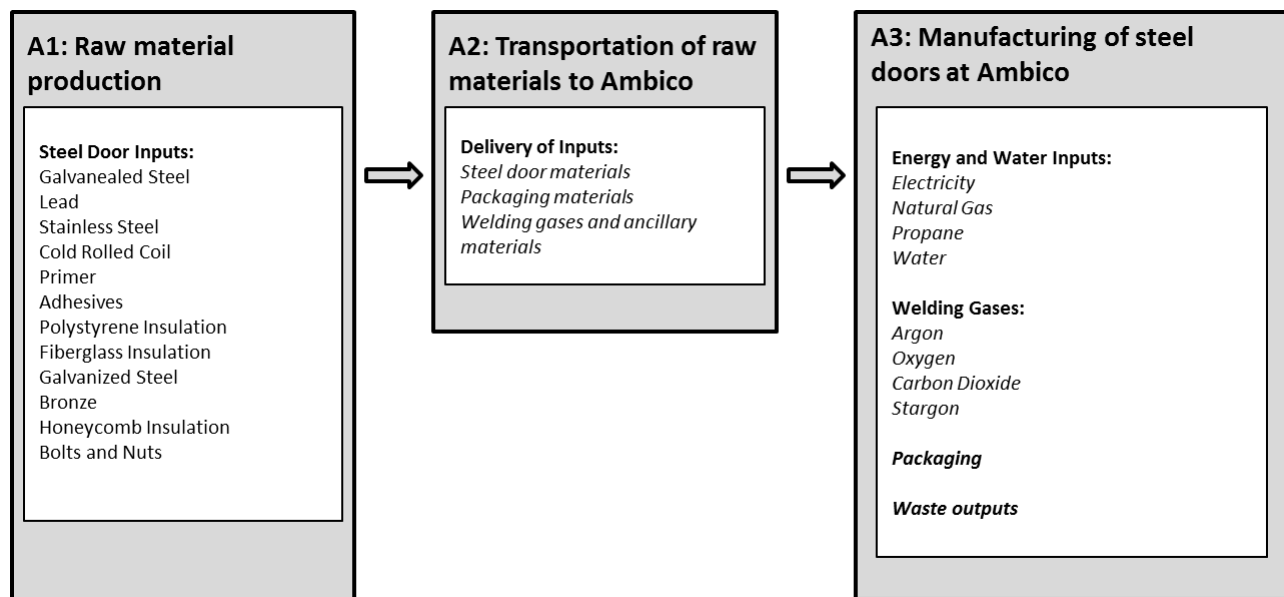 A1: Raw material
production
Steel Door Inputs:
Galvanealed Steel
Lead
Stainless Steel
Cold Rolled Coil
Primer
Adhesives
Polystyrene Insulation
Fiberglass Insulation
Galvanized Steel
Bronze
Honeycomb Insulation
Bolts and Nuts
A2: Transportation of raw
materials to Ambico
Delivery of Inputs:
Steel door materials
Packaging materials
Welding gases and ancillary
materials
A3: Manufacturing of steel
doors at Ambico
Energy and Water Inputs:
Electricity
Natural Gas
Propane
Water
Welding Gases:
Argon
Oxygen
Carbon Dioxide
Stargon
Packaging
Waste outputs